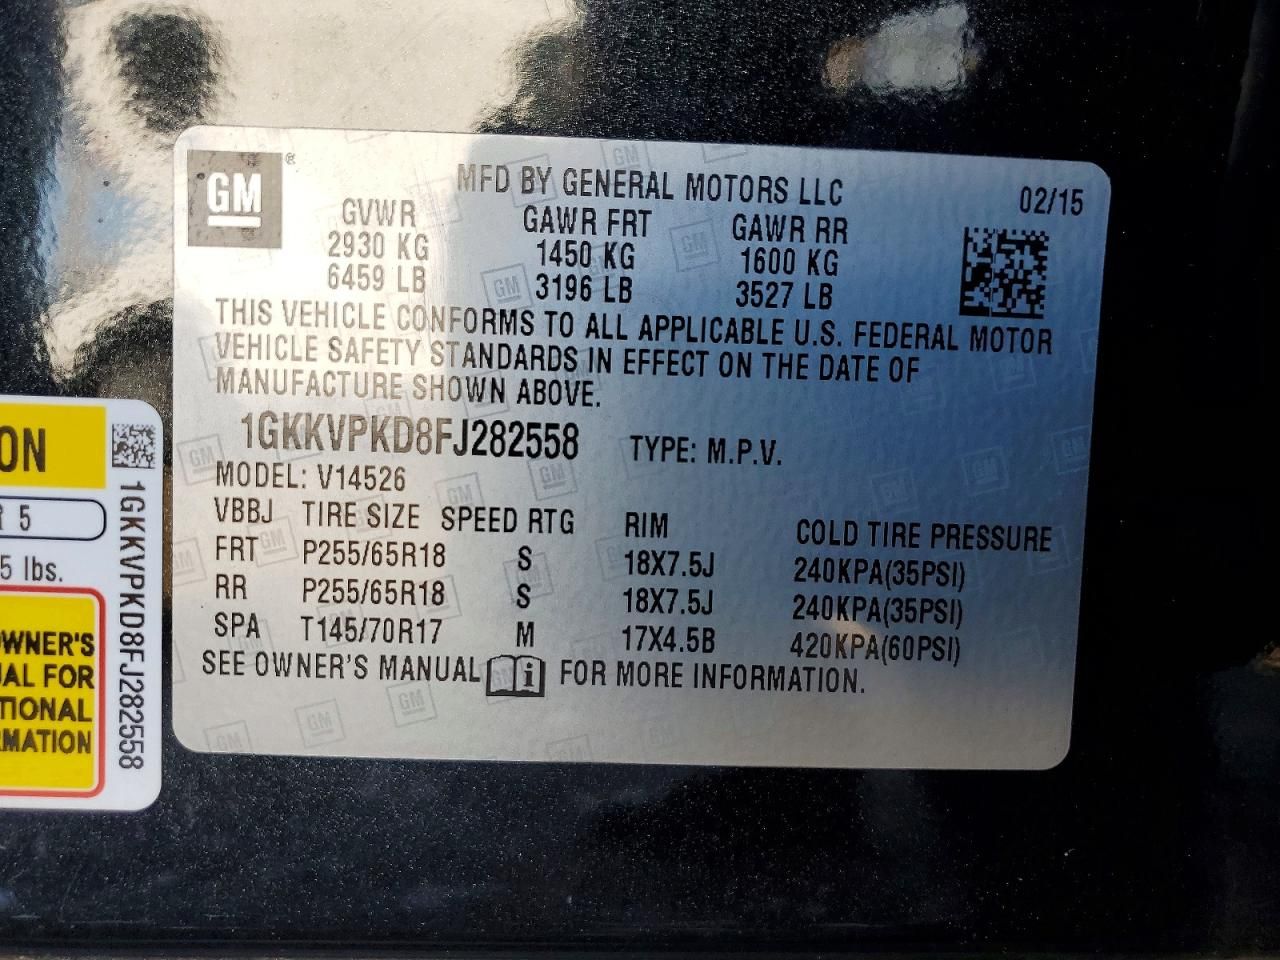 GM
MFD BY GENERAL MOTORS LLC
02/15
GVWR GAWR FRT GAWR RR
2930 KG 1450 KG 1600 KG
6459 LB 3196 LB 3527 LB
THIS VEHICLE CONFORMS TO ALL APPLICABLE U.S. FEDERAL MOTOR
VEHICLE SAFETY STANDARDS IN EFFECT ON THE DATE OF
MANUFACTURE SHOWN ABOVE.
1GKKVPKD8FJ282558 TYPE: M.P.V.
MODEL: V14526
VBBJ TIRE SIZE SPEED RTG RIM COLD TIRE PRESSURE
FRT P255/65R18 S 18X7.5J 240KPA(35PSI)
RR P255/65R18 S 18X7.5J 240KPA(35PSI)
SPA T145/70R17 M 17X4.5B 420KPA(60PSI)
SEE OWNER'S MANUAL i FOR MORE INFORMATION.
ON
R 5
5 lbs.
OWNER'S
UAL FOR
TIONAL
RMATION
1GKKVPKD8FJ282558